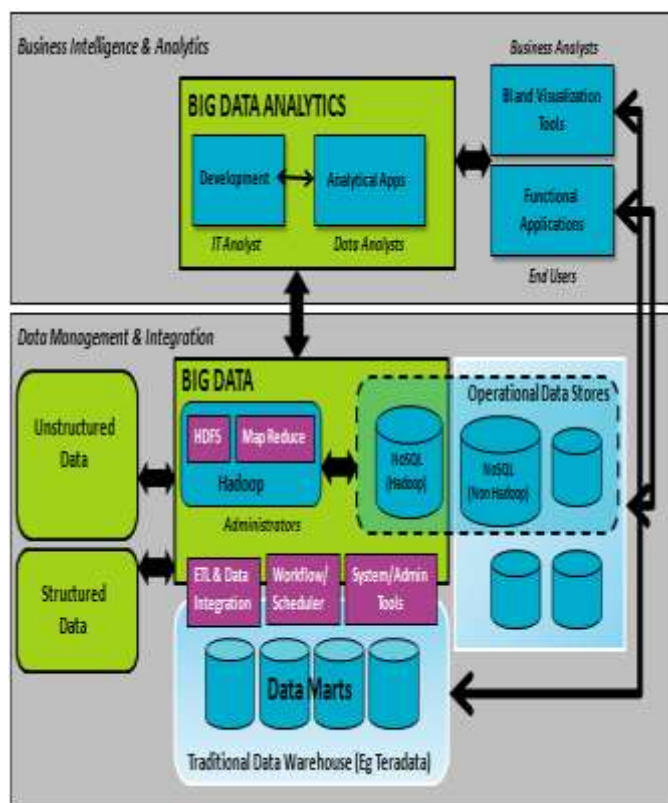 Business Intelligence & Analytics
Business Analysts
BIG DATA ANALYTICS
BI and Visualization
Tools
Development
Analytical Apps
Functional
Applications
IT Analyst
Data Analysts
End Users
Data Management & Integration
BIG DATA
Operational Data Stores
Unstructured
Data
HDFS
Map Reduce
Hadoop
NoSQL
(Hadoop)
NoSQL
(Non Hadoop)
Administrators
Structured
Data
ETL & Data
Integration
Workflow/
Scheduler
System/Admin
Tools
Data Marts
Traditional Data Warehouse (Eg Teradata)